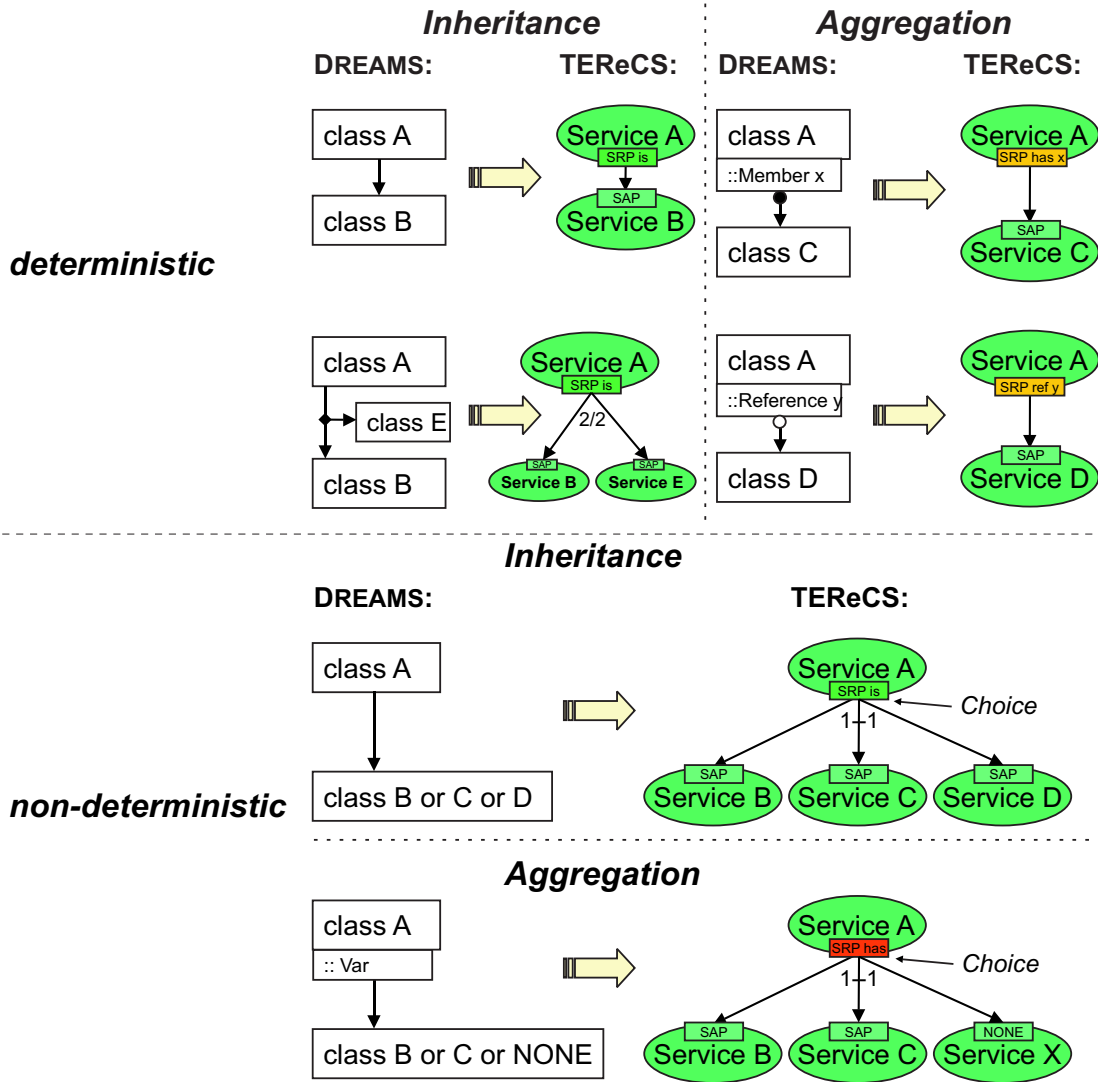 Inheritance
Aggregation
DREAMS:
TEReCS:
DREAMS:
TEReCS:
deterministic
class A
class B
Service A
SRP is
SAP
Service B
class A
::Member x
class C
Service A
SRP has x
SAP
Service C
class A
class E
class B
Service A
SRP is
2/2
SAP
Service B
SAP
Service E
class A
::Reference y
class D
Service A
SRP ref y
SAP
Service D
Inheritance
DREAMS:
TEReCS:
non-deterministic
class A
class B or C or D
Service A
SRP is
Choice
1–1
SAP
Service B
SAP
Service C
SAP
Service D
Aggregation
class A
:: Var
class B or C or NONE
Service A
SRP has
Choice
1–1
SAP
Service B
SAP
Service C
NONE
Service X